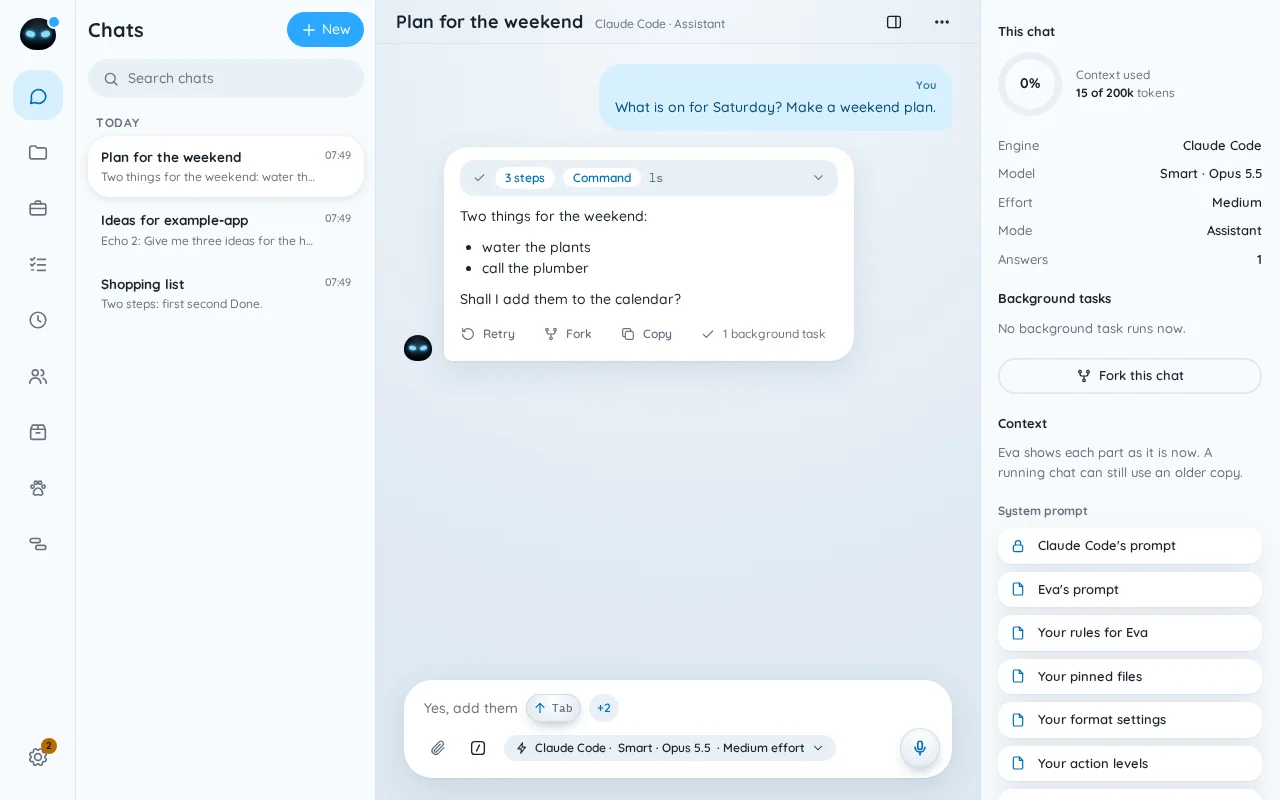 Chats
New
Search chats
TODAY
Plan for the weekend
07:49
Two things for the weekend: water th...
Ideas for example-app
07:49
Echo 2: Give me three ideas for the h...
Shopping list
07:49
Two steps: first second Done.
2
Plan for the weekend
Claude Code · Assistant
You
What is on for Saturday? Make a weekend plan.
3 steps
Command
1s
Two things for the weekend:
• water the plants
• call the plumber
Shall I add them to the calendar?
Retry
Fork
Copy
1 background task
Yes, add them
Tab
+2
Claude Code · Smart · Opus 5.5 · Medium effort
This chat
0%
Context used
15 of 200k tokens
Engine
Claude Code
Model
Smart · Opus 5.5
Effort
Medium
Mode
Assistant
Answers
1
Background tasks
No background task runs now.
Fork this chat
Context
Eva shows each part as it is now. A
running chat can still use an older copy.
System prompt
Claude Code's prompt
Eva's prompt
Your rules for Eva
Your pinned files
Your format settings
Your action levels